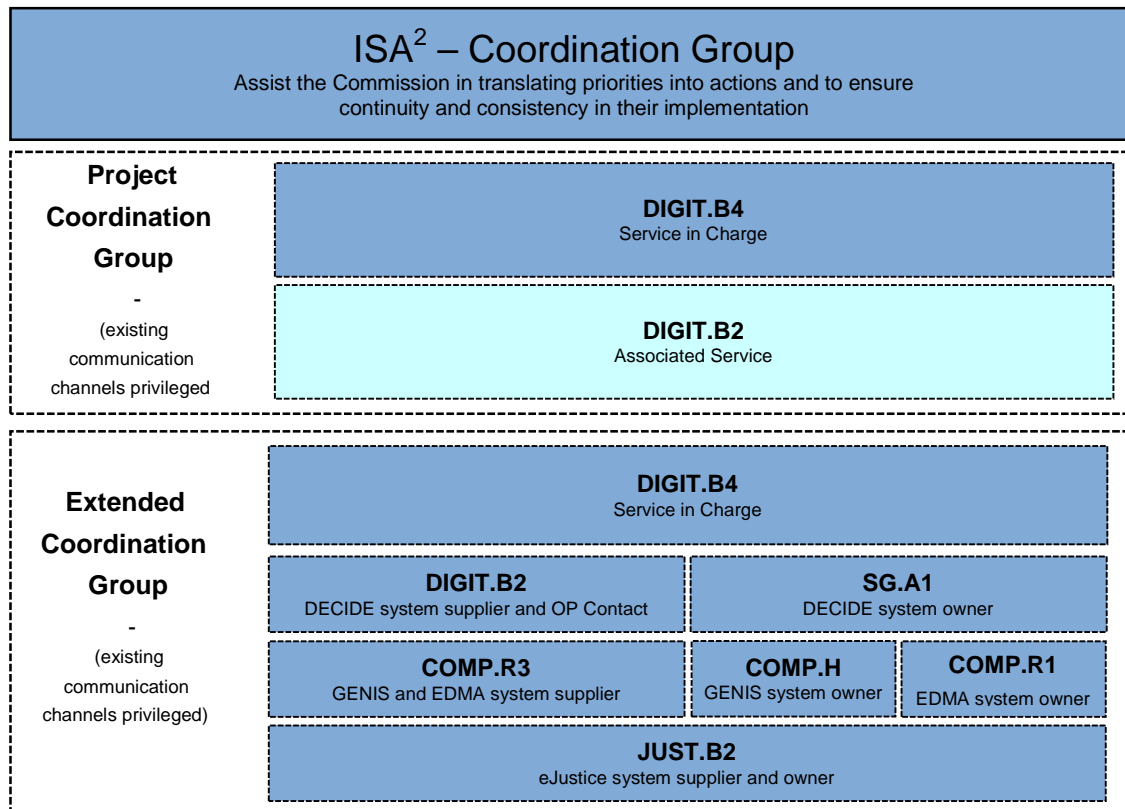 ISA² – Coordination Group
Assist the Commission in translating priorities into actions and to ensure
continuity and consistency in their implementation
Project
Coordination
Group
-
(existing
communication
channels privileged
DIGIT.B4
Service in Charge
DIGIT.B2
Associated Service
Extended
Coordination
Group
-
(existing
communication
channels privileged)
DIGIT.B4
Service in Charge
DIGIT.B2
DECIDE system supplier and OP Contact
SG.A1
DECIDE system owner
COMP.R3
GENIS and EDMA system supplier
COMP.H
GENIS system owner
COMP.R1
EDMA system owner
JUST.B2
eJustice system supplier and owner